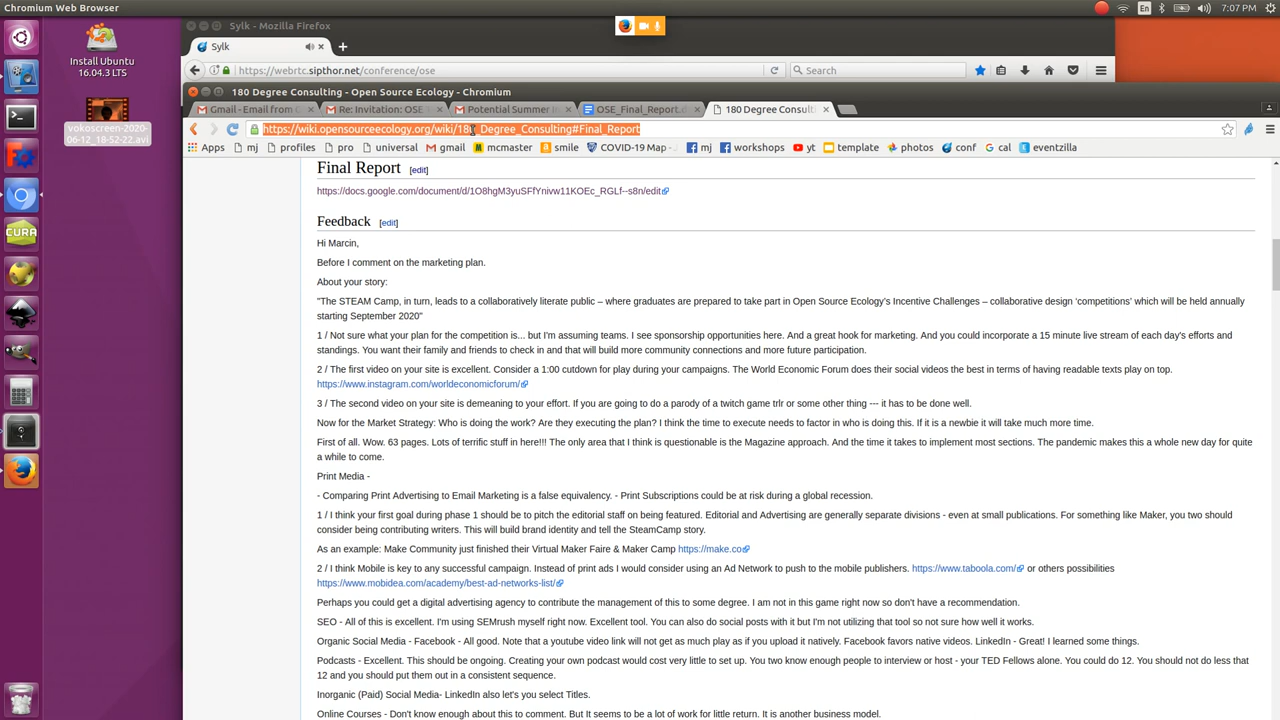 Chromium Web Browser
En
7:07 PM
Install Ubuntu
16.04.3 LTS
vokoscreen-2020-
06-12_18-52-22.avi
Sylk - Mozilla Firefox
Sylk
https://webrtc.sipthor.net/conference/ose
Search
180 Degree Consulting - Open Source Ecology - Chromium
Gmail - Email from G
Re: Invitation: OSE W
Potential Summer In
OSE_Final_Report.d
180 Degree Consulti
https://wiki.opensourceecology.org/wiki/180_Degree_Consulting#Final_Report
Apps mj profiles pro universal gmail mcmaster smile COVID-19 Map - J mj workshops yt template photos conf cal eventzilla
Final Report [edit]
https://docs.google.com/document/d/1O8hgM3yuSFfYnivw11KOEc_RGLf--s8n/edit
Feedback [edit]
Hi Marcin,
Before I comment on the marketing plan.
About your story:
"The STEAM Camp, in turn, leads to a collaboratively literate public – where graduates are prepared to take part in Open Source Ecology's Incentive Challenges – collaborative design 'competitions' which will be held annually
starting September 2020"
1 / Not sure what your plan for the competition is... but I'm assuming teams. I see sponsorship opportunities here. And a great hook for marketing. And you could incorporate a 15 minute live stream of each day's efforts and
standings. You want their family and friends to check in and that will build more community connections and more future participation.
2 / The first video on your site is excellent. Consider a 1:00 cutdown for play during your campaigns. The World Economic Forum does their social videos the best in terms of having readable texts play on top.
https://www.instagram.com/worldeconomicforum/
3 / The second video on your site is demeaning to your effort. If you are going to do a parody of a twitch game trlr or some other thing --- it has to be done well.
Now for the Market Strategy: Who is doing the work? Are they executing the plan? I think the time to execute needs to factor in who is doing this. If it is a newbie it will take much more time.
First of all. Wow. 63 pages. Lots of terrific stuff in here!!! The only area that I think is questionable is the Magazine approach. And the time it takes to implement most sections. The pandemic makes this a whole new day for quite
a while to come.
Print Media -
- Comparing Print Advertising to Email Marketing is a false equivalency. - Print Subscriptions could be at risk during a global recession.
1 / I think your first goal during phase 1 should be to pitch the editorial staff on being featured. Editorial and Advertising are generally separate divisions - even at small publications. For something like Maker, you two should
consider being contributing writers. This will build brand identity and tell the SteamCamp story.
As an example: Make Community just finished their Virtual Maker Faire & Maker Camp https://make.co
2 / I think Mobile is key to any successful campaign. Instead of print ads I would consider using an Ad Network to push to the mobile publishers. https://www.taboola.com/ or others possibilities
https://www.mobidea.com/academy/best-ad-networks-list/
Perhaps you could get a digital advertising agency to contribute the management of this to some degree. I am not in this game right now so don't have a recommendation.
SEO - All of this is excellent. I'm using SEMrush myself right now. Excellent tool. You can also do social posts with it but I'm not utilizing that tool so not sure how well it works.
Organic Social Media - Facebook - All good. Note that a youtube video link will not get as much play as if you upload it natively. Facebook favors native videos. LinkedIn - Great! I learned some things.
Podcasts - Excellent. This should be ongoing. Creating your own podcast would cost very little to set up. You two know enough people to interview or host - your TED Fellows alone. You could do 12. You should not do less that
12 and you should put them out in a consistent sequence.
Inorganic (Paid) Social Media- LinkedIn also let's you select Titles.
Online Courses - Don't know enough about this to comment. But It seems to be a lot of work for little return. It is another business model.
CURA